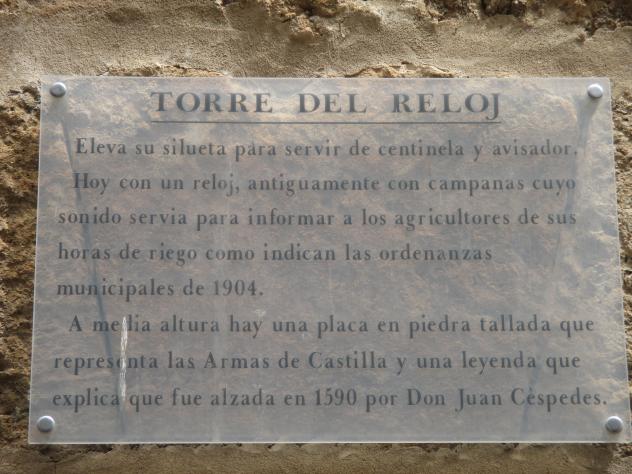 TORRE DEL RELOJ
Eleva su silueta para servir de centinela y avisador.
Hoy con un reloj, antiguamente con campanas cuyo
sonido servia para informar a los agricultores de sus
horas de riego como indican las ordenanzas
municipales de 1904.
A media altura hay una placa en piedra tallada que
representa las Armas de Castilla y una leyenda que
explica que fue alzada en 1590 por Don Juan Cèspedes.